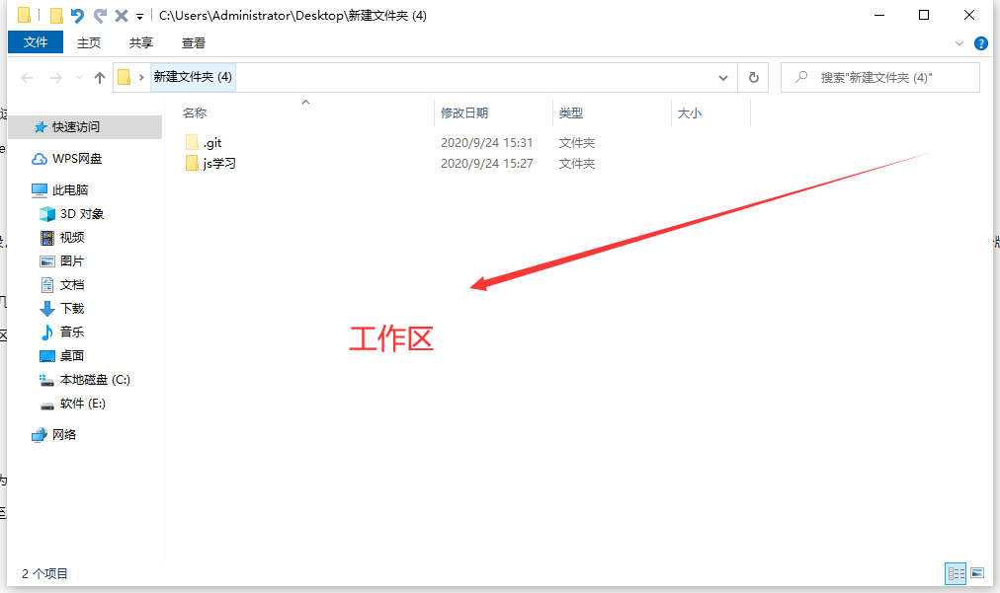 C:\Users\Administrator\Desktop\新建文件夹 (4)
文件 主页 共享 查看
新建文件夹 (4) 搜索"新建文件夹 (4)"
名称 修改日期 类型 大小
.git 2020/9/24 15:31 文件夹
js学习 2020/9/24 15:27 文件夹
快速访问
WPS网盘
此电脑
3D 对象
视频
图片
文档
下载
音乐
桌面
本地磁盘 (C:)
软件 (E:)
网络
工作区
2 个项目